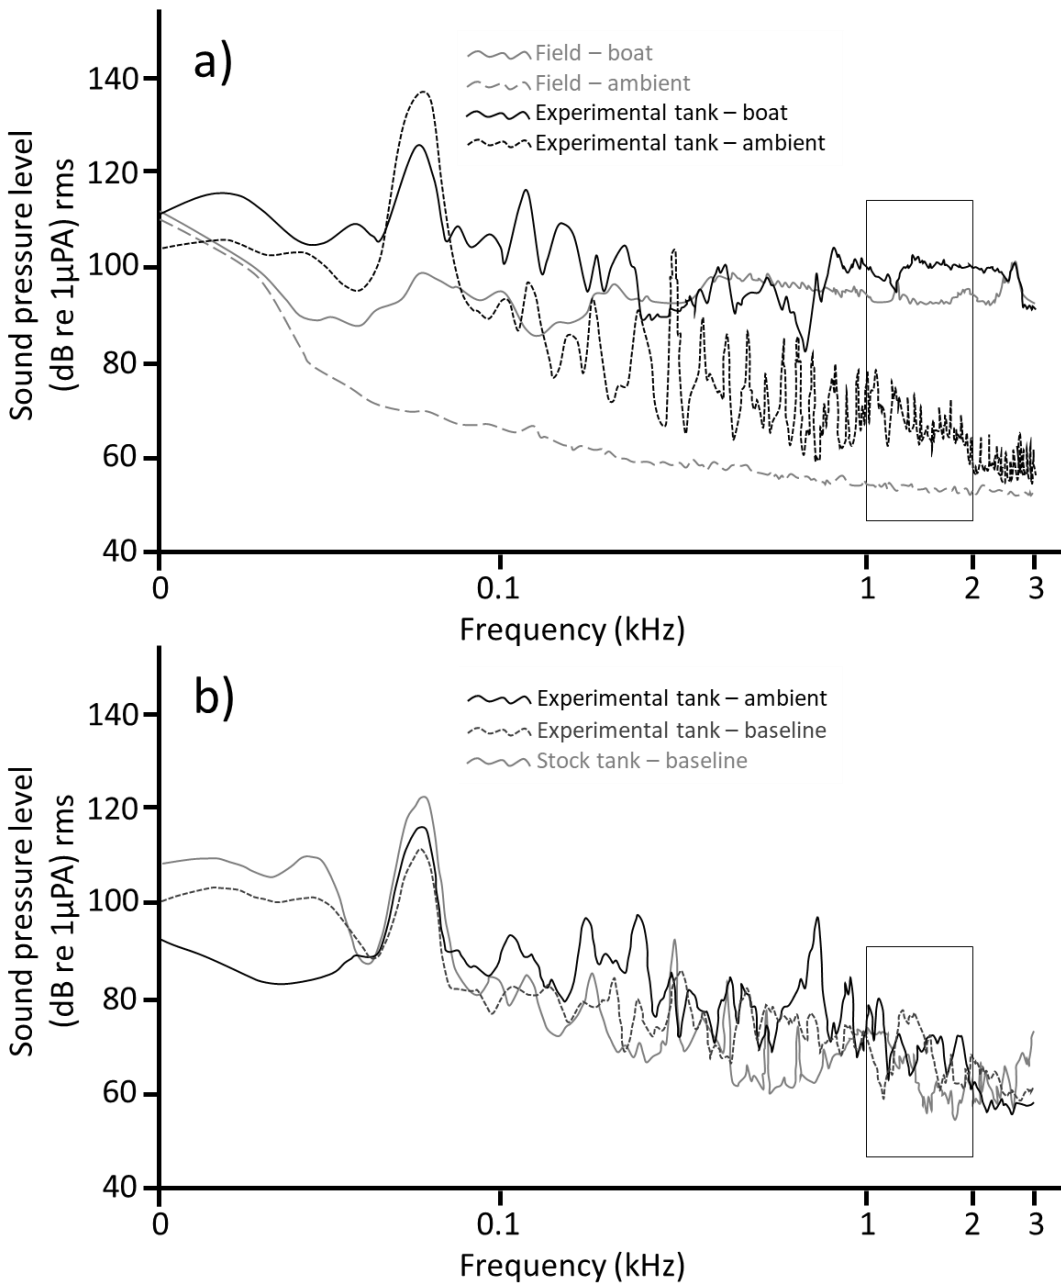 a)
Field – boat
Field – ambient
Experimental tank – boat
Experimental tank – ambient
Sound pressure level
(dB re 1µPA) rms
140
120
100
80
60
40
0 0.1 1 2 3
Frequency (kHz)
b)
Experimental tank – ambient
Experimental tank – baseline
Stock tank – baseline
Sound pressure level
(dB re 1µPA) rms
140
120
100
80
60
40
0 0.1 1 2 3
Frequency (kHz)